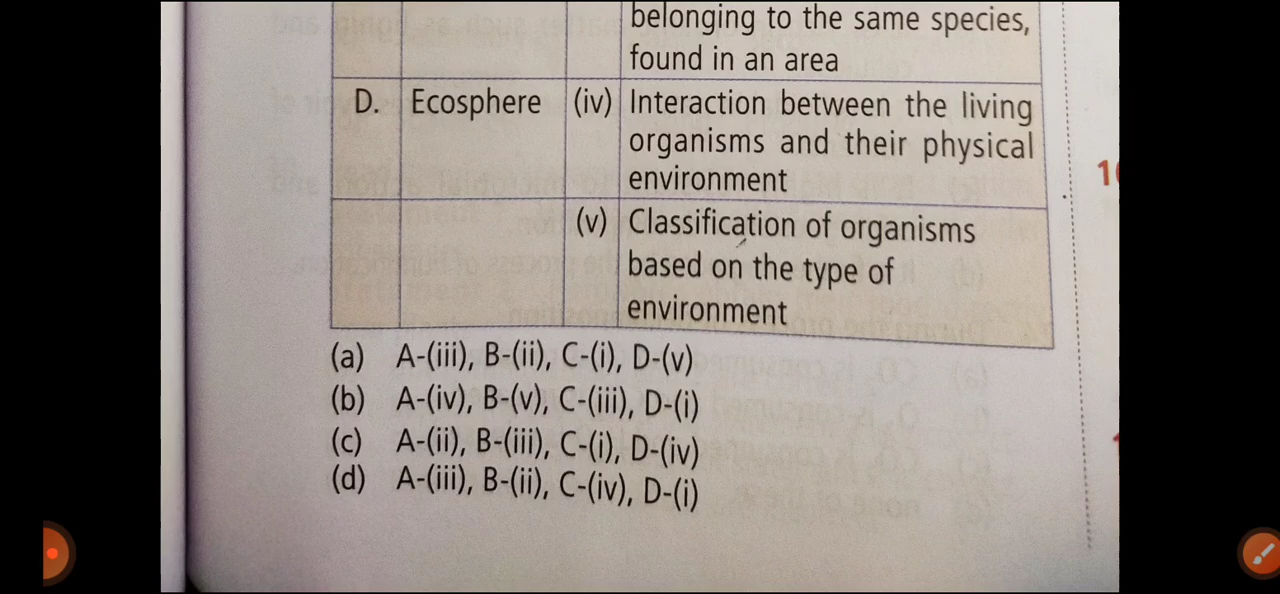 belonging to the same species,
found in an area
D. Ecosphere (iv) Interaction between the living
organisms and their physical
environment
(v) Classification of organisms
based on the type of
environment
(a) A-(iii), B-(ii), C-(i), D-(v)
(b) A-(iv), B-(v), C-(iii), D-(i)
(c) A-(ii), B-(iii), C-(i), D-(iv)
(d) A-(iii), B-(ii), C-(iv), D-(i)